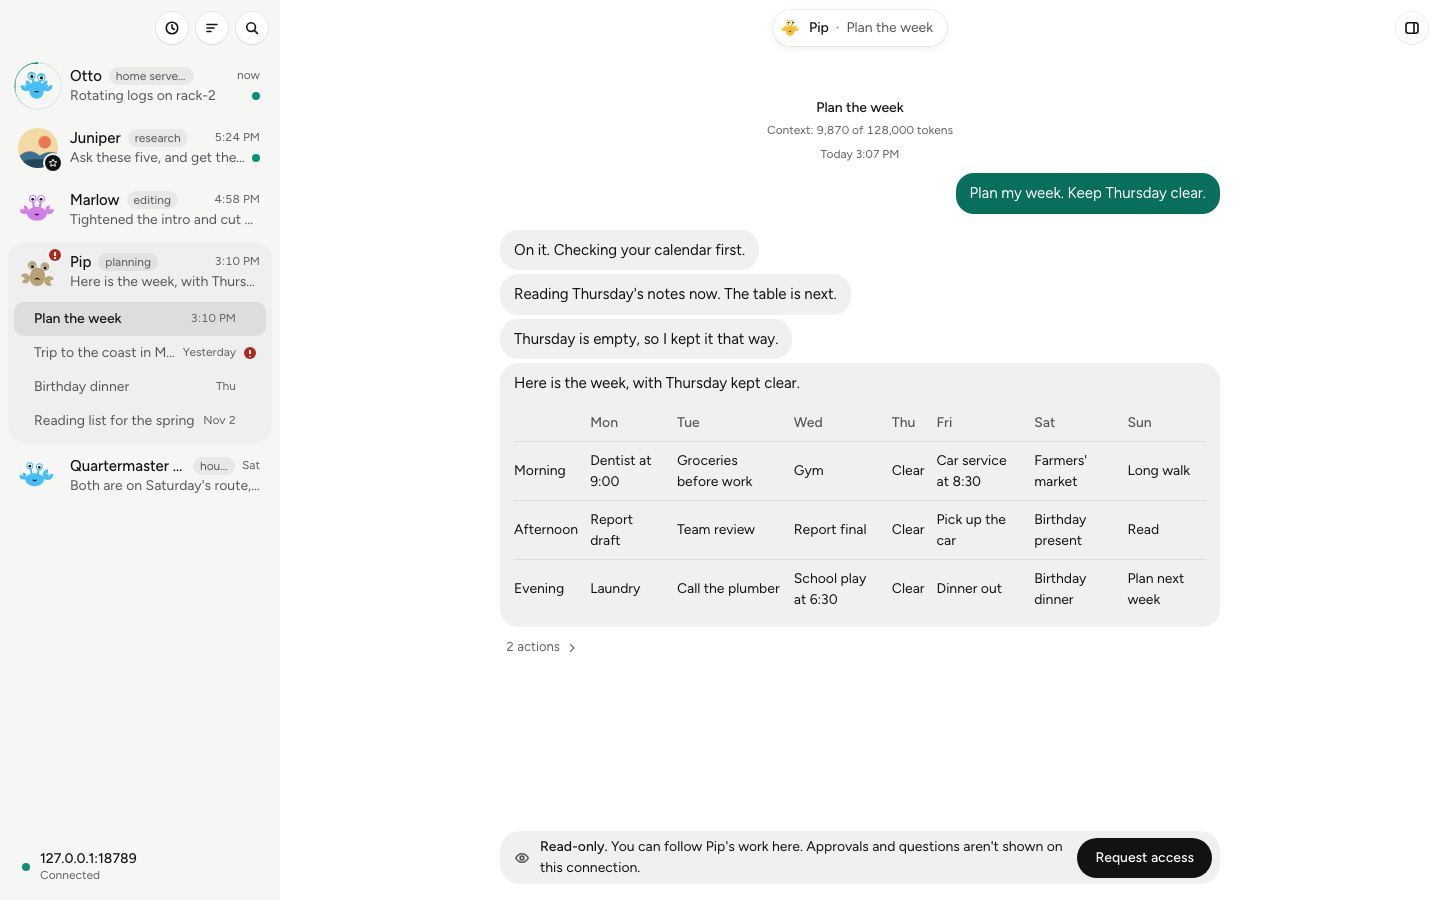 Otto home serve... now
Rotating logs on rack-2
Juniper research 5:24 PM
Ask these five, and get the...
Marlow editing 4:58 PM
Tightened the intro and cut ...
Pip planning 3:10 PM
Here is the week, with Thurs...
Plan the week 3:10 PM
Trip to the coast in M... Yesterday
Birthday dinner Thu
Reading list for the spring Nov 2
Quartermaster ... hou... Sat
Both are on Saturday's route,...
127.0.0.1:18789
Connected
Pip · Plan the week
Plan the week
Context: 9,870 of 128,000 tokens
Today 3:07 PM
Plan my week. Keep Thursday clear.
On it. Checking your calendar first.
Reading Thursday's notes now. The table is next.
Thursday is empty, so I kept it that way.
Here is the week, with Thursday kept clear.
Mon Tue Wed Thu Fri Sat Sun
Morning Dentist at 9:00 Groceries before work Gym Clear Car service at 8:30 Farmers' market Long walk
Afternoon Report draft Team review Report final Clear Pick up the car Birthday present Read
Evening Laundry Call the plumber School play at 6:30 Clear Dinner out Birthday dinner Plan next week
2 actions
Read-only. You can follow Pip's work here. Approvals and questions aren't shown on
this connection.
Request access